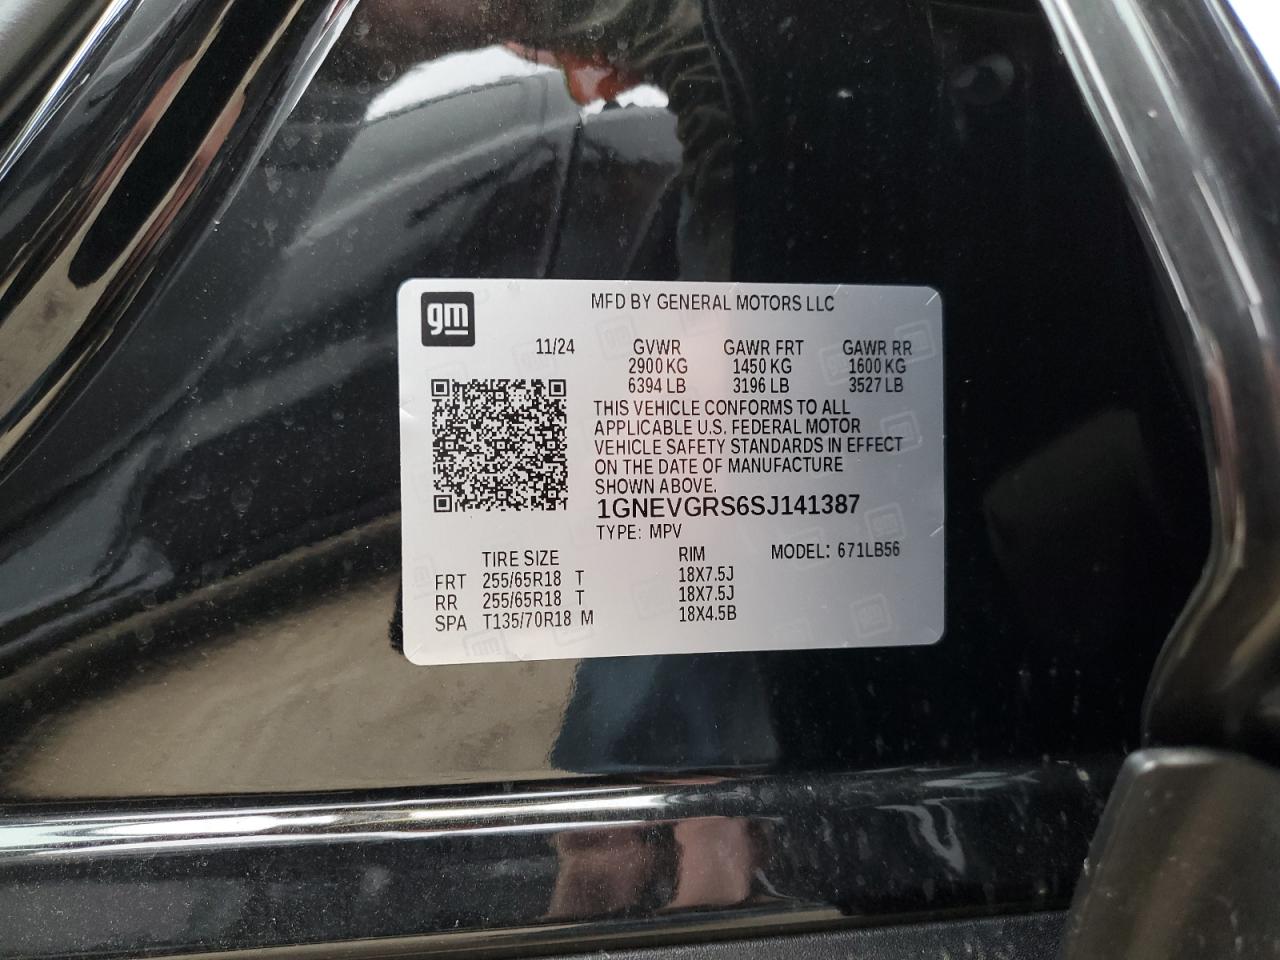 gm
MFD BY GENERAL MOTORS LLC
11/24 GVWR GAWR FRT GAWR RR
2900 KG 1450 KG 1600 KG
6394 LB 3196 LB 3527 LB
THIS VEHICLE CONFORMS TO ALL
APPLICABLE U.S. FEDERAL MOTOR
VEHICLE SAFETY STANDARDS IN EFFECT
ON THE DATE OF MANUFACTURE
SHOWN ABOVE.
1GNEVGRS6SJ141387
TYPE: MPV
TIRE SIZE RIM MODEL: 671LB56
FRT 255/65R18 T 18X7.5J
RR 255/65R18 T 18X7.5J
SPA T135/70R18 M 18X4.5B